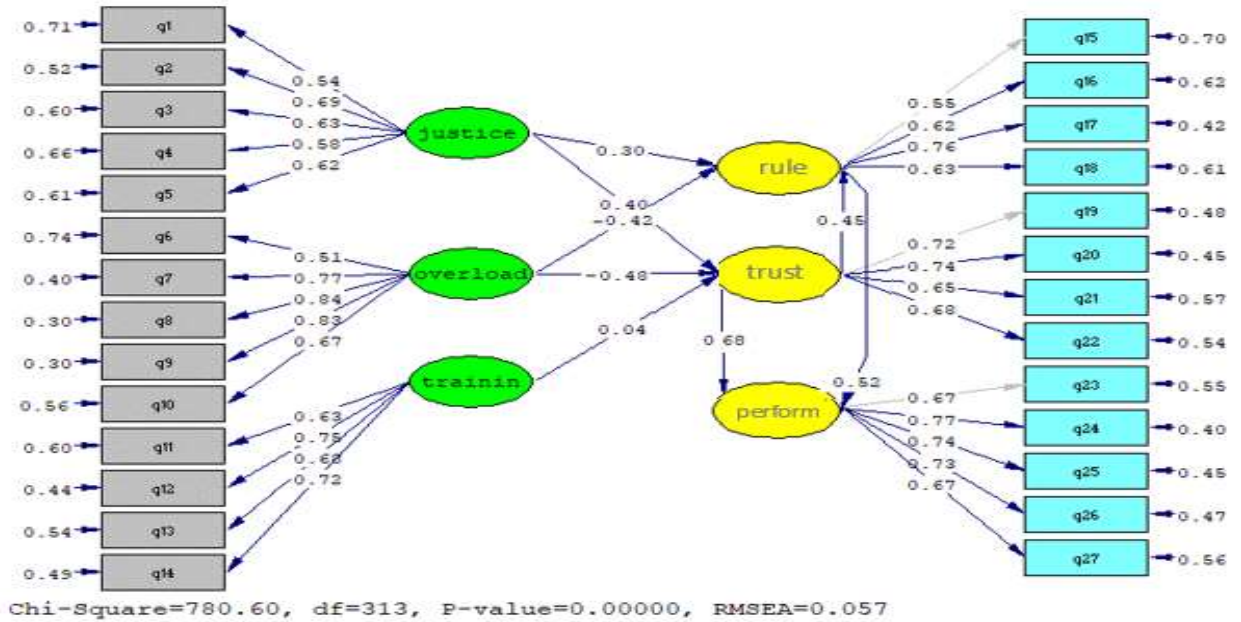 0.71 q1
0.52 q2
0.60 q3
0.66 q4
0.61 q5
0.74 q6
0.40 q7
0.30 q8
0.30 q9
0.56 q10
0.60 q11
0.44 q12
0.54 q13
0.49 q14
0.54
0.69
0.63
0.58
0.62
0.51
0.77
0.84
0.83
0.67
0.63
0.75
0.68
0.72
justice
overload
trainin
0.30
0.40
-0.42
-0.48
0.04
rule
trust
perform
0.45
0.68
0.52
0.55
0.62
0.76
0.63
0.72
0.74
0.65
0.68
0.67
0.77
0.74
0.73
0.67
q15 0.70
q16 0.62
q17 0.42
q18 0.61
q19 0.48
q20 0.45
q21 0.57
q22 0.54
q23 0.55
q24 0.40
q25 0.45
q26 0.47
q27 0.56
Chi-Square=780.60, df=313, P-value=0.00000, RMSEA=0.057